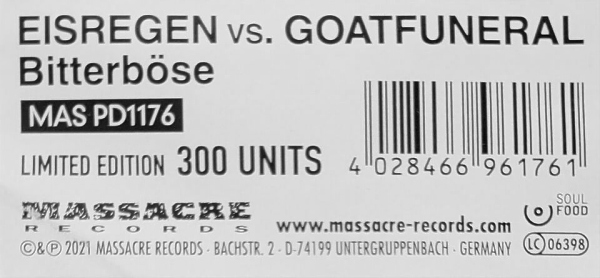 EISREGEN vs. GOATFUNERAL
Bitterböse
MAS PD1176
LIMITED EDITION 300 UNITS
4 028466 961761
MASSACRE
RECORDS
www.massacre-records.com
SOUL
FOOD
©&℗ 2021 MASSACRE RECORDS · BACHSTR. 2 · D-74199 UNTERGRUPPENBACH · GERMANY
LC 06398